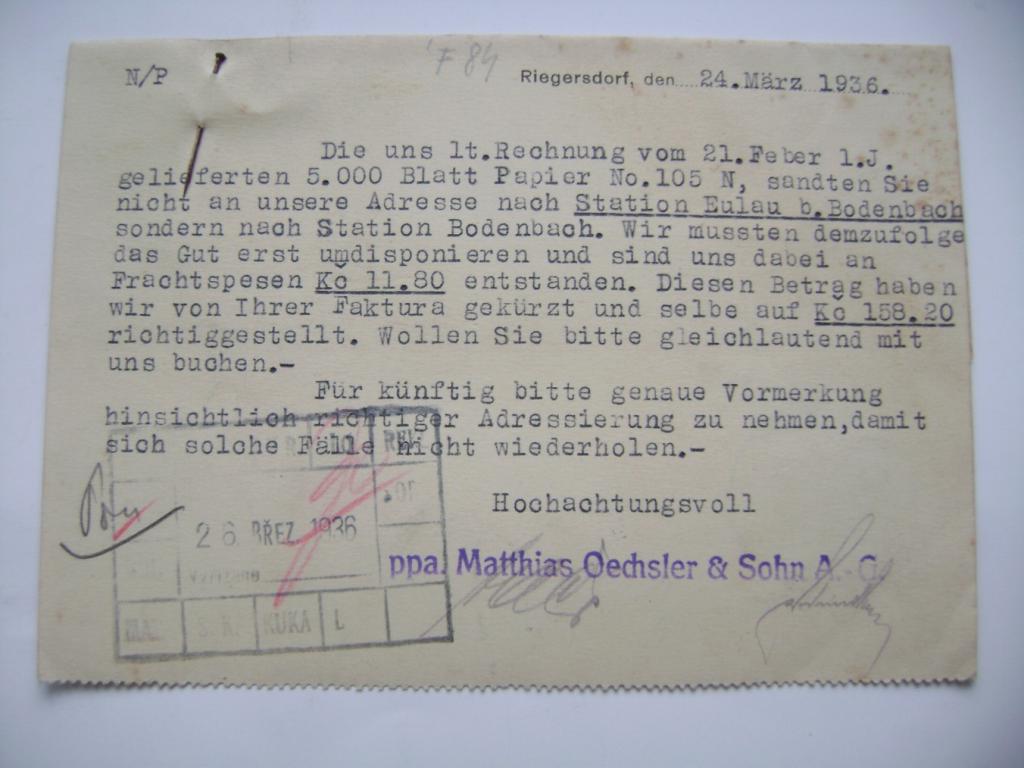 F 84
N/P
Riegersdorf, den 24.März 1936.
Die uns lt.Rechnung vom 21.Feber l.J.
gelieferten 5.000 Blatt Papier No.105 N, sandten Sie
nicht an unsere Adresse nach Station Eulau b.Bodenbach
sondern nach Station Bodenbach. Wir mussten demzufolge
das Gut erst umdisponieren und sind uns dabei an
Frachtspesen Kč 11.80 entstanden. Diesen Betrag haben
wir von Ihrer Faktura gekürzt und selbe auf Kč 158.20
richtiggestellt. Wollen Sie bitte gleichlautend mit
uns buchen.-
Für künftig bitte genaue Vormerkung
hinsichtlich richtiger Adressierung zu nehmen,damit
sich solche Fälle nicht wiederholen.-
Hochachtungsvoll
26. BŘEZ. 1936
ppa. Matthias Oechsler & Sohn A.-G.
KUKA L